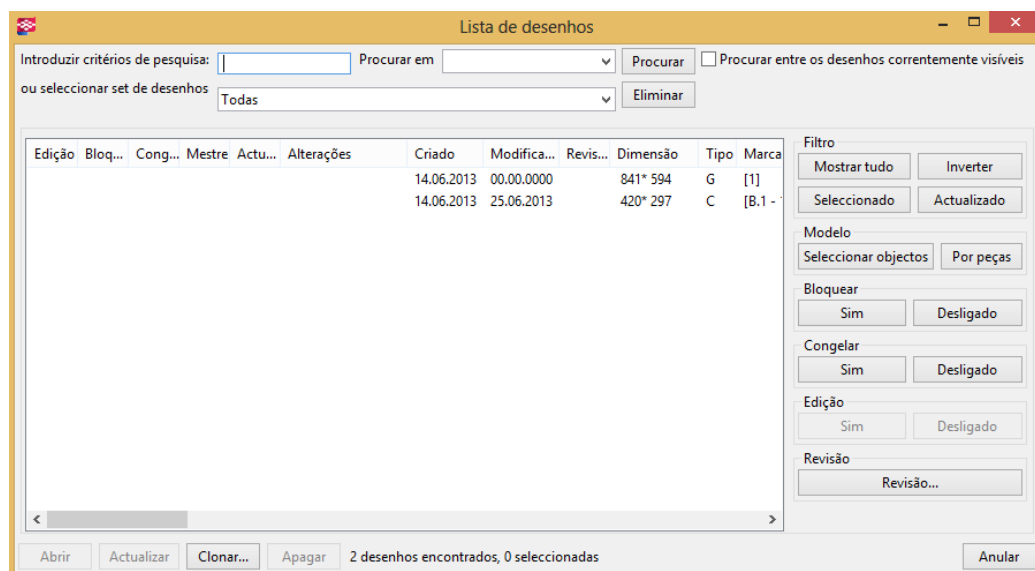 Lista de desenhos
Introduzir critérios de pesquisa: Procurar em Procurar Procurar entre os desenhos correntemente visíveis
ou seleccionar set de desenhos Todas Eliminar
Edição Bloq... Cong... Mestre Actu... Alterações Criado Modifica... Revis... Dimensão Tipo Marca
14.06.2013 00.00.0000 841* 594 G [1]
14.06.2013 25.06.2013 420* 297 C [B.1 -
Filtro
Mostrar tudo Inverter
Seleccionado Actualizado
Modelo
Seleccionar objectos Por peças
Bloquear
Sim Desligado
Congelar
Sim Desligado
Edição
Sim Desligado
Revisão
Revisão...
Abrir Actualizar Clonar... Apagar 2 desenhos encontrados, 0 seleccionadas Anular